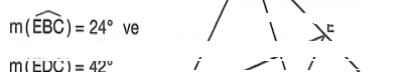 m(EBC) = 24° ve
E
m(EDC) = 42°